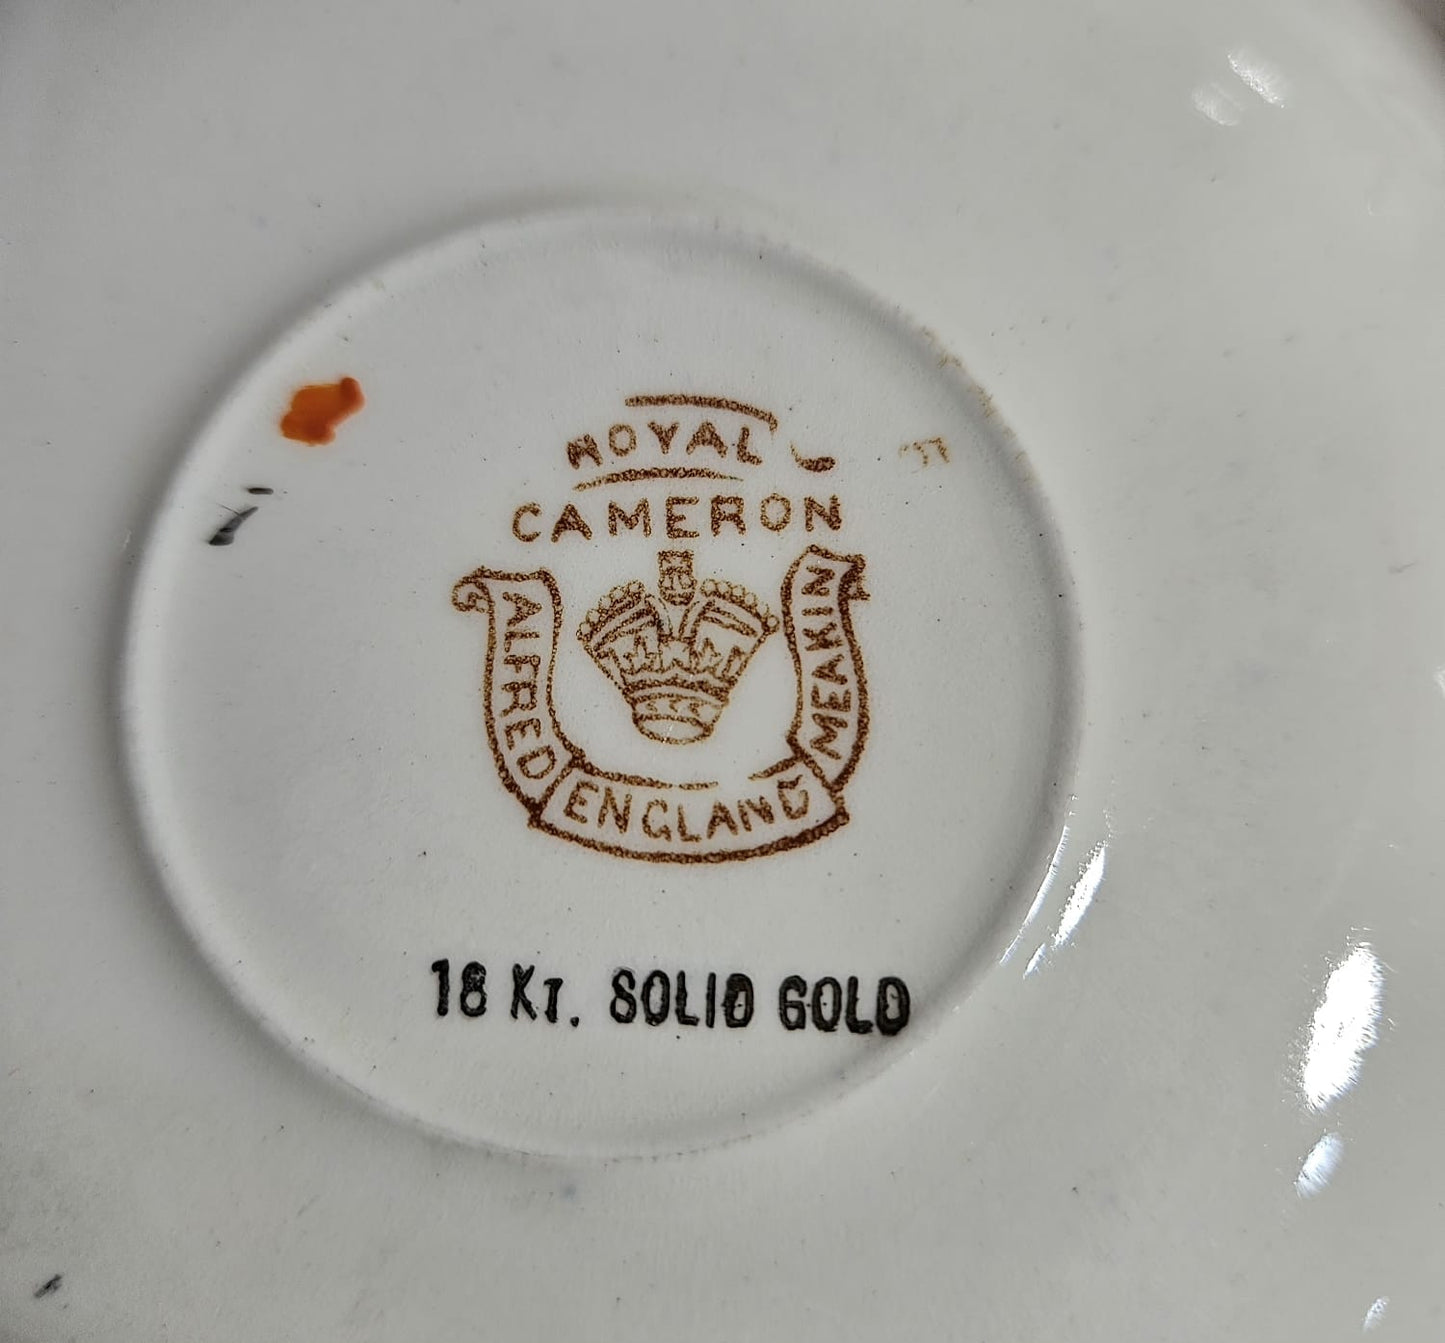 ROYAL
CAMERON
ALFRED MEAKIN
ENGLAND
18 KT. SOLID GOLD